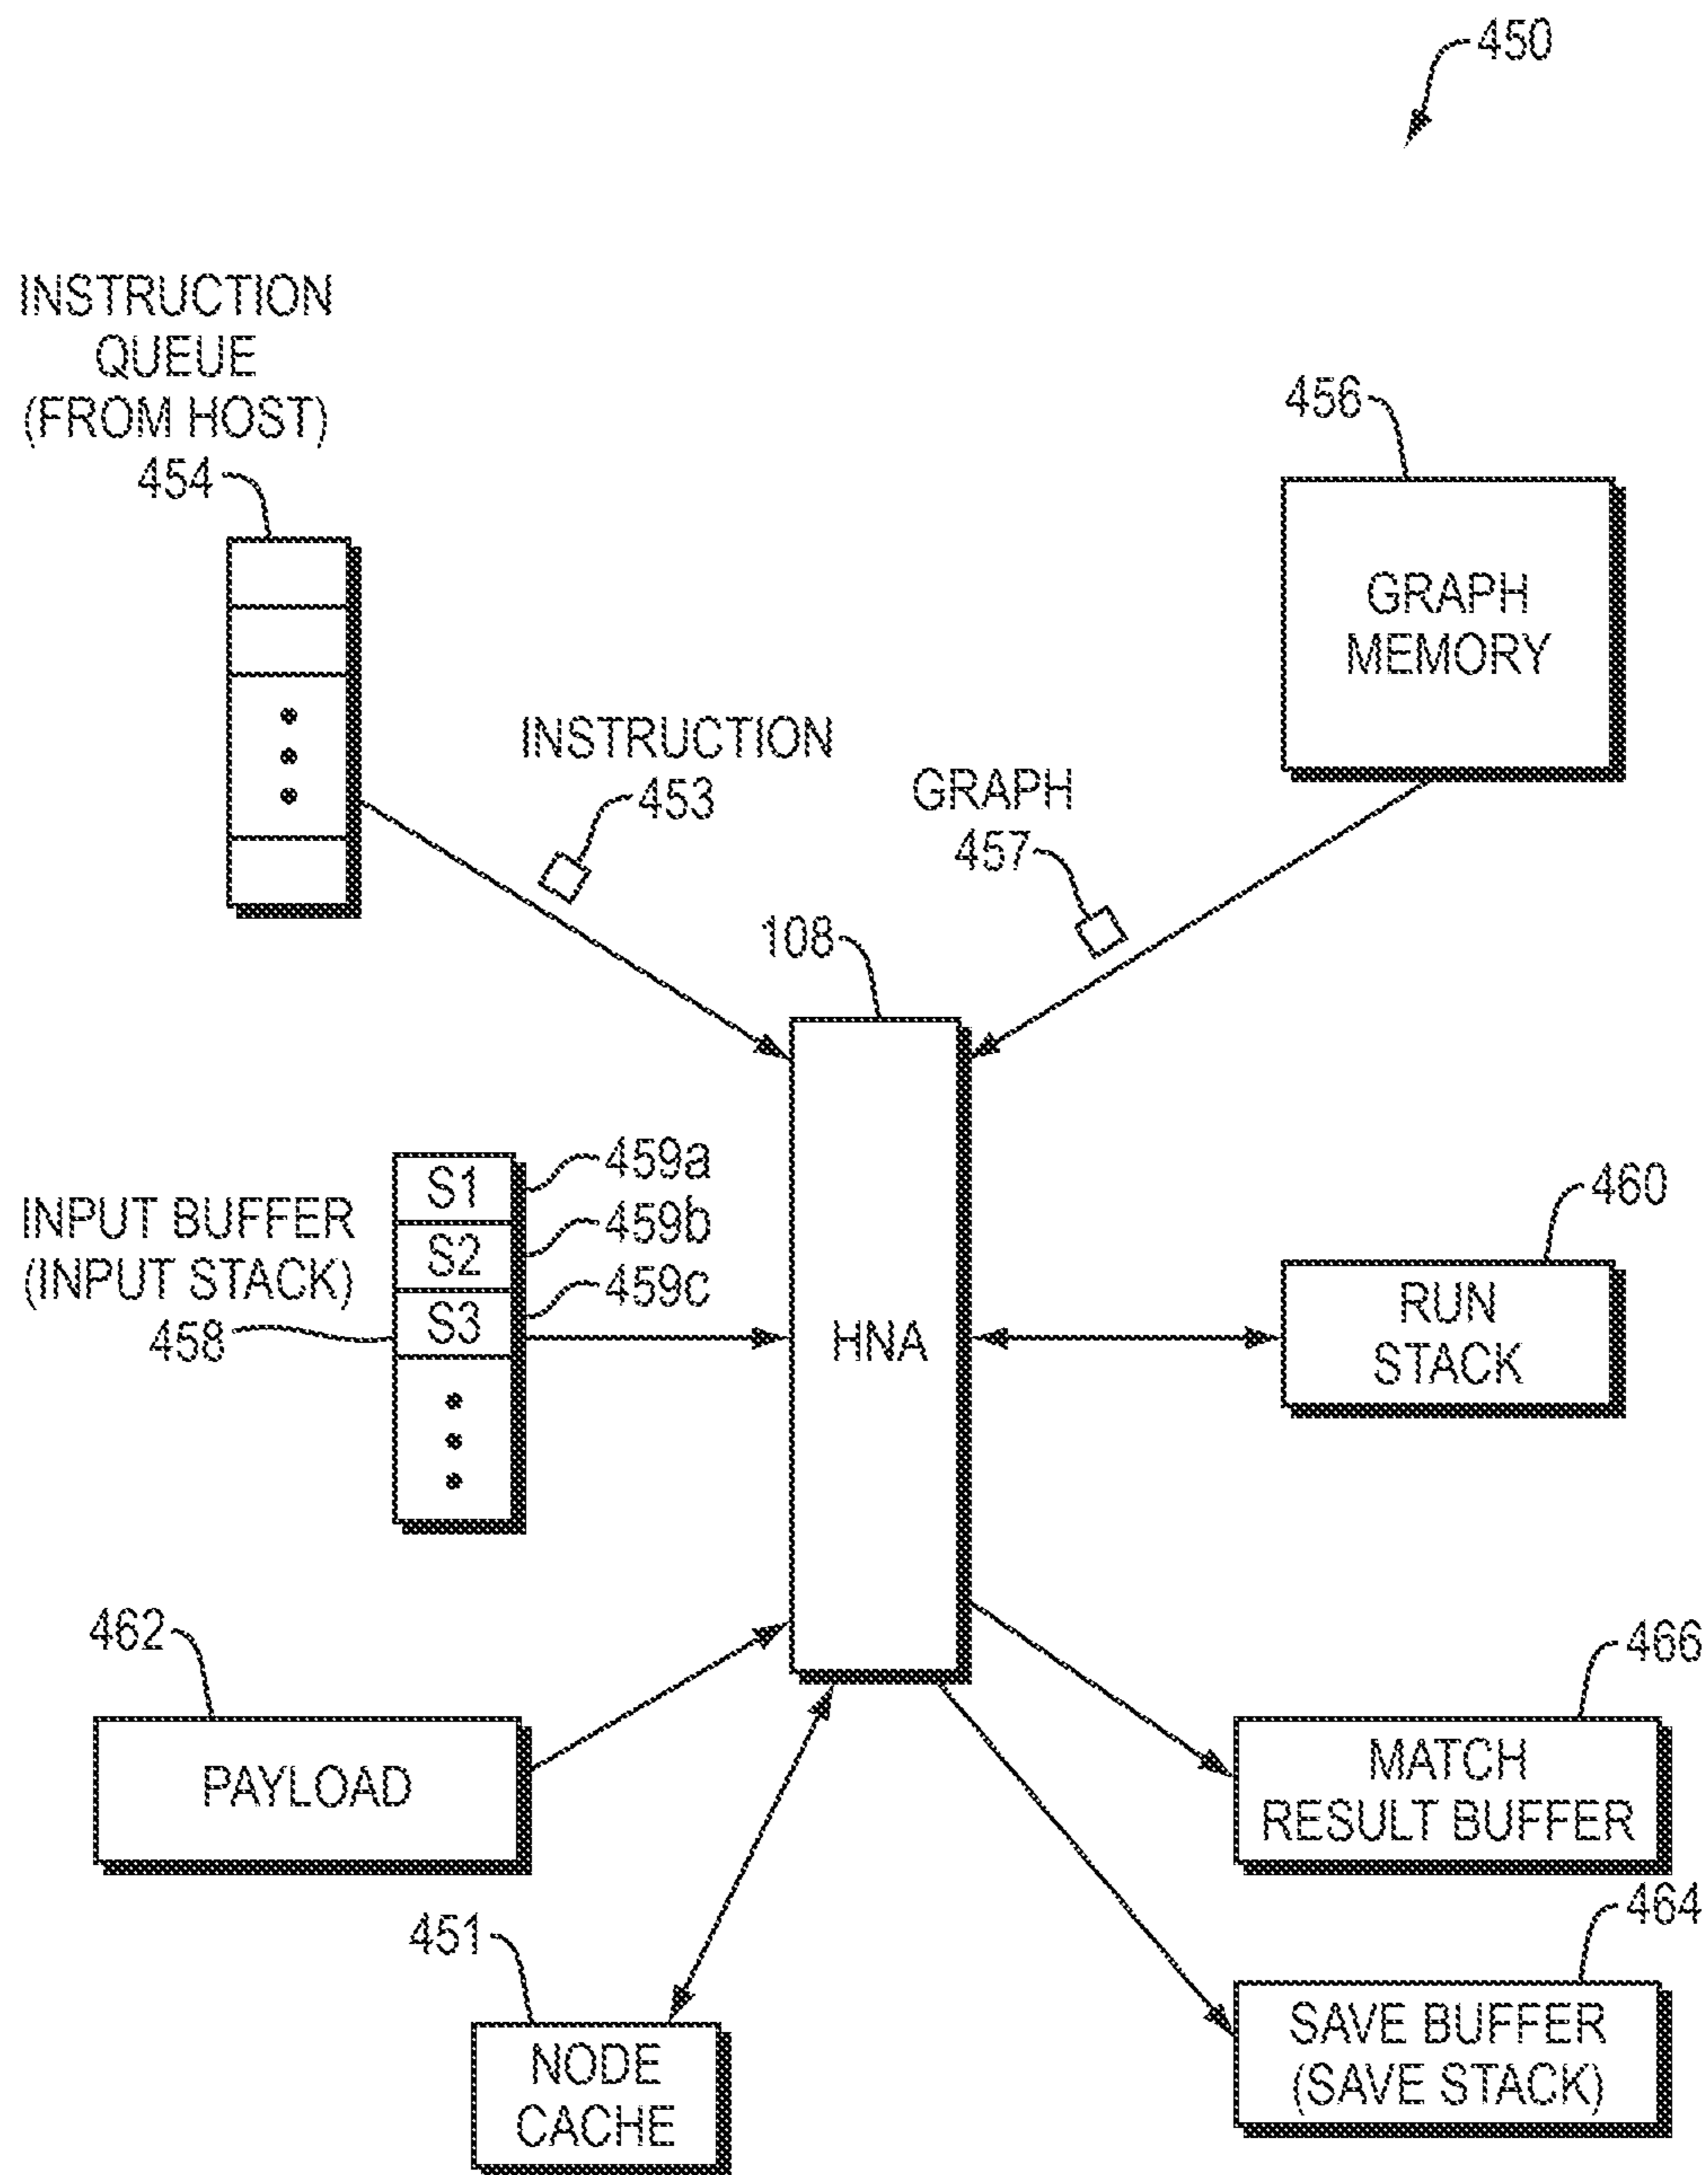 450
INSTRUCTION
QUEUE
(FROM HOST)
454
456
GRAPH
MEMORY
INSTRUCTION
453
GRAPH
457
108
HNA
INPUT BUFFER
(INPUT STACK)
458
S1
S2
S3
459a
459b
459c
460
RUN
STACK
462
PAYLOAD
466
MATCH
RESULT BUFFER
451
NODE
CACHE
464
SAVE BUFFER
(SAVE STACK)